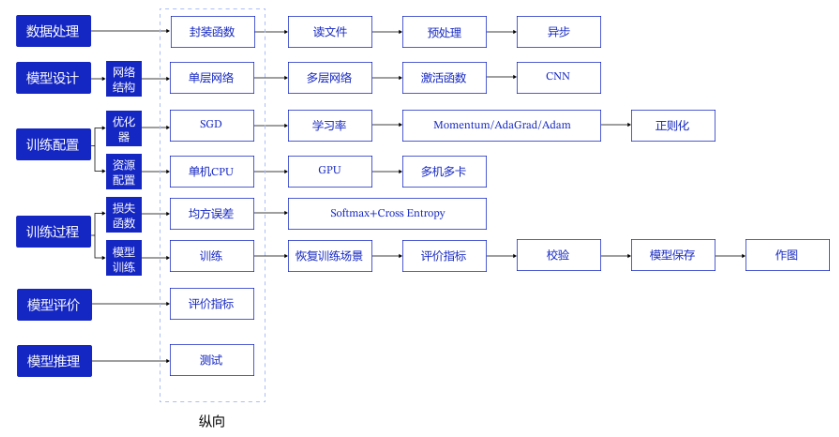 数据处理
封装函数
读文件
预处理
异步
模型设计
网络
结构
单层网络
多层网络
激活函数
CNN
训练配置
优化
器
SGD
学习率
Momentum/AdaGrad/Adam
正则化
资源
配置
单机CPU
GPU
多机多卡
训练过程
损失
函数
均方误差
Softmax+Cross Entropy
模型
训练
训练
恢复训练场景
评价指标
校验
模型保存
作图
模型评价
评价指标
模型推理
测试
纵向